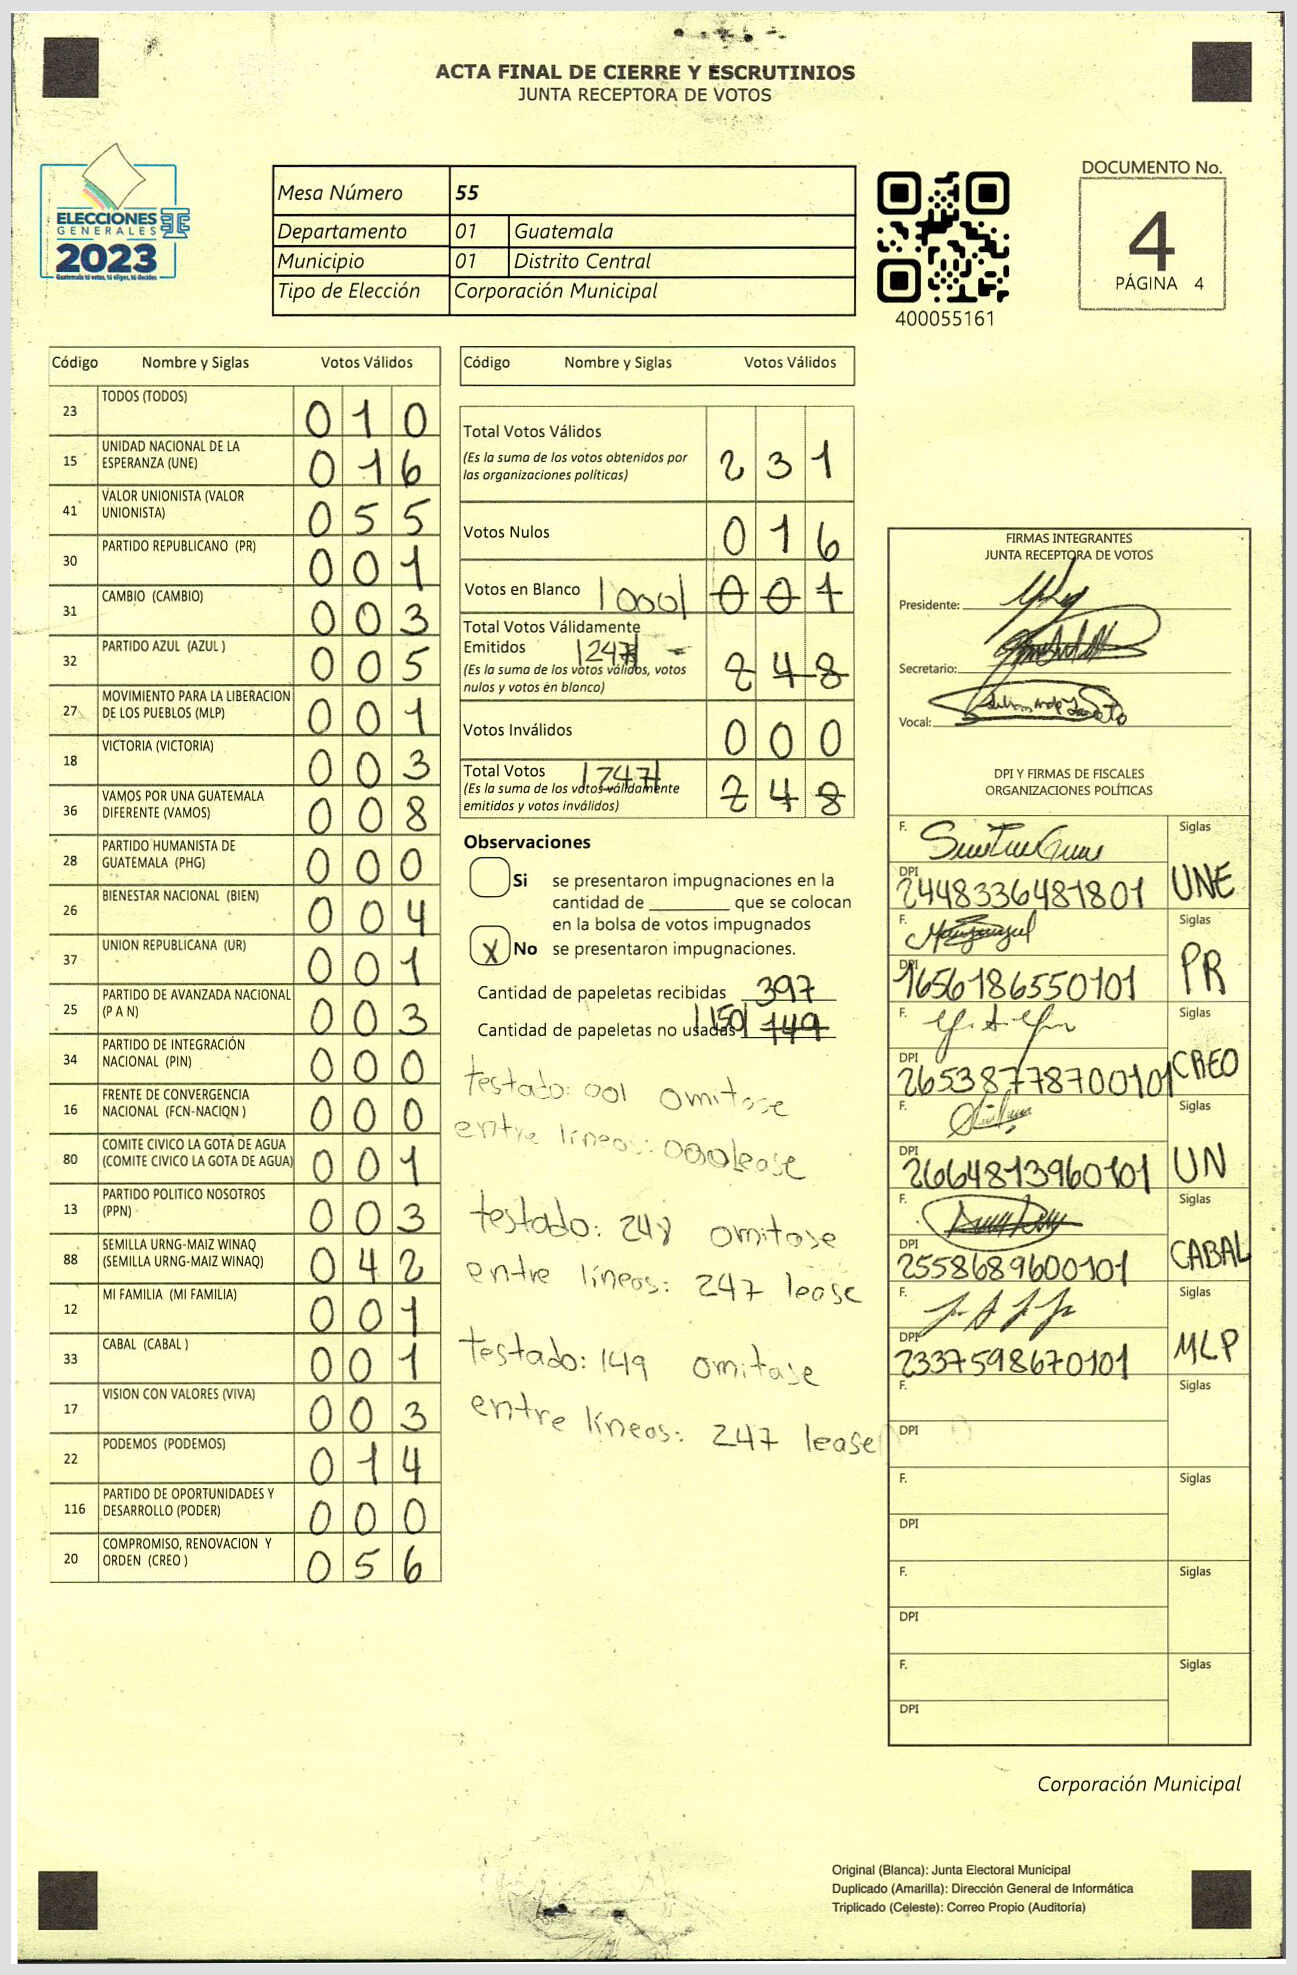 ACTA FINAL DE CIERRE Y ESCRUTINIOS
JUNTA RECEPTORA DE VOTOS
ELECCIONES
GENERALES
2023
Guatemala tú votas, tú eliges, tú decides
Mesa Número 55
Departamento 01 Guatemala
Municipio 01 Distrito Central
Tipo de Elección Corporación Municipal
400055161
DOCUMENTO No.
4
PÁGINA 4
Código Nombre y Siglas Votos Válidos
23 TODOS (TODOS) 0 1 0
15 UNIDAD NACIONAL DE LA
ESPERANZA (UNE) 0 1 6
41 VALOR UNIONISTA (VALOR
UNIONISTA) 0 5 5
30 PARTIDO REPUBLICANO (PR) 0 0 1
31 CAMBIO (CAMBIO) 0 0 3
32 PARTIDO AZUL (AZUL ) 0 0 5
27 MOVIMIENTO PARA LA LIBERACION
DE LOS PUEBLOS (MLP) 0 0 1
18 VICTORIA (VICTORIA) 0 0 3
36 VAMOS POR UNA GUATEMALA
DIFERENTE (VAMOS) 0 0 8
28 PARTIDO HUMANISTA DE
GUATEMALA (PHG) 0 0 0
26 BIENESTAR NACIONAL (BIEN) 0 0 4
37 UNION REPUBLICANA (UR) 0 0 1
25 PARTIDO DE AVANZADA NACIONAL
(P A N) 0 0 3
34 PARTIDO DE INTEGRACIÓN
NACIONAL (PIN) 0 0 0
16 FRENTE DE CONVERGENCIA
NACIONAL (FCN-NACION ) 0 0 0
80 COMITE CIVICO LA GOTA DE AGUA
(COMITE CIVICO LA GOTA DE AGUA) 0 0 1
13 PARTIDO POLITICO NOSOTROS
(PPN) 0 0 3
88 SEMILLA URNG-MAIZ WINAQ
(SEMILLA URNG-MAIZ WINAQ) 0 4 2
12 MI FAMILIA (MI FAMILIA) 0 0 1
33 CABAL (CABAL ) 0 0 1
17 VISION CON VALORES (VIVA) 0 0 3
22 PODEMOS (PODEMOS) 0 1 4
116 PARTIDO DE OPORTUNIDADES Y
DESARROLLO (PODER) 0 0 0
20 COMPROMISO, RENOVACION Y
ORDEN (CREO ) 0 5 6
Código Nombre y Siglas Votos Válidos
Total Votos Válidos
(Es la suma de los votos obtenidos por
las organizaciones políticas) 2 3 1
Votos Nulos 0 1 6
Votos en Blanco |000| 0 0 1
Total Votos Válidamente
Emitidos |247|
(Es la suma de los votos válidos, votos
nulos y votos en blanco) 2 4 8
Votos Inválidos 0 0 0
Total Votos |247|
(Es la suma de los votos válidamente
emitidos y votos inválidos) 2 4 8
Observaciones
Si se presentaron impugnaciones en la
cantidad de ________ que se colocan
en la bolsa de votos impugnados
X No se presentaron impugnaciones.
Cantidad de papeletas recibidas 397
Cantidad de papeletas no usadas |150| 149
testado: 001 omitase
entre líneas: 000 lease
testado: 248 omitose
entre líneas: 247 lease
testado: 149 omitase
entre líneas: 247 lease
FIRMAS INTEGRANTES
JUNTA RECEPTORA DE VOTOS
Presidente:
Secretario:
Vocal:
DPI Y FIRMAS DE FISCALES
ORGANIZACIONES POLÍTICAS
F. Siglas
DPI 2448336481801 UNE
F. Siglas
DPI 1656186550101 PR
F. Siglas
DPI 26538778700101 CREO
F. Siglas
DPI 2664813960101 UN
F. Siglas
DPI 2558689600101 CABAL
F. Siglas
DPI 2337598670101 MLP
F. Siglas
DPI
F. Siglas
DPI
F. Siglas
DPI
F. Siglas
DPI
Corporación Municipal
Original (Blanca): Junta Electoral Municipal
Duplicado (Amarilla): Dirección General de Informática
Triplicado (Celeste): Correo Propio (Auditoría)